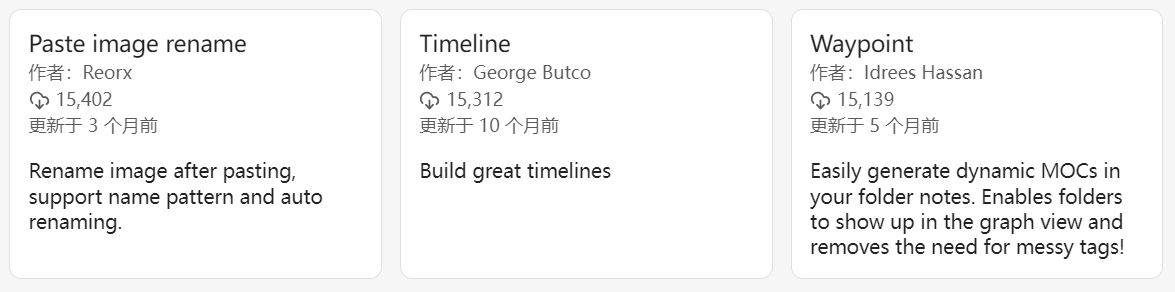 Paste image rename
作者：Reorx
15,402
更新于 3 个月前
Rename image after pasting,
support name pattern and auto
renaming.
Timeline
作者：George Butco
15,312
更新于 10 个月前
Build great timelines
Waypoint
作者：Idrees Hassan
15,139
更新于 5 个月前
Easily generate dynamic MOCs in
your folder notes. Enables folders
to show up in the graph view and
removes the need for messy tags!